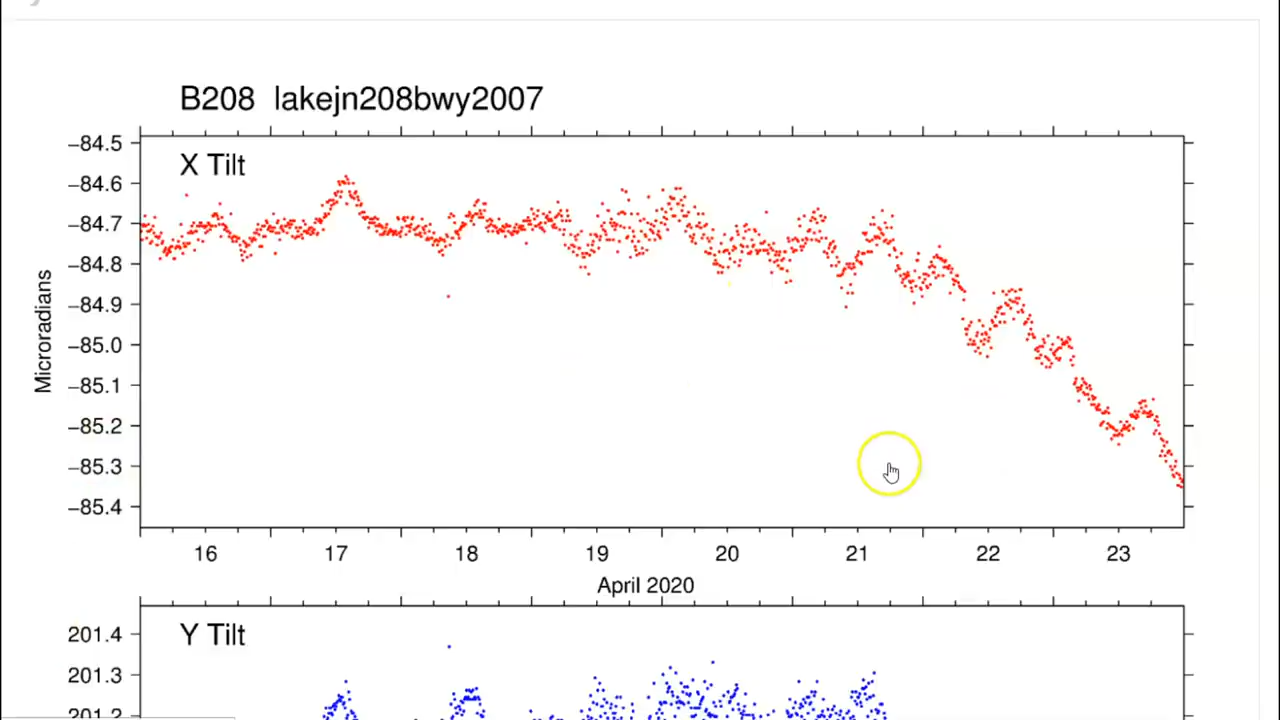 B208 lakejn208bwy2007
X Tilt
−84.5
−84.6
−84.7
−84.8
−84.9
−85.0
−85.1
−85.2
−85.3
−85.4
Microradians
16 17 18 19 20 21 22 23
April 2020
Y Tilt
201.4
201.3
201.2